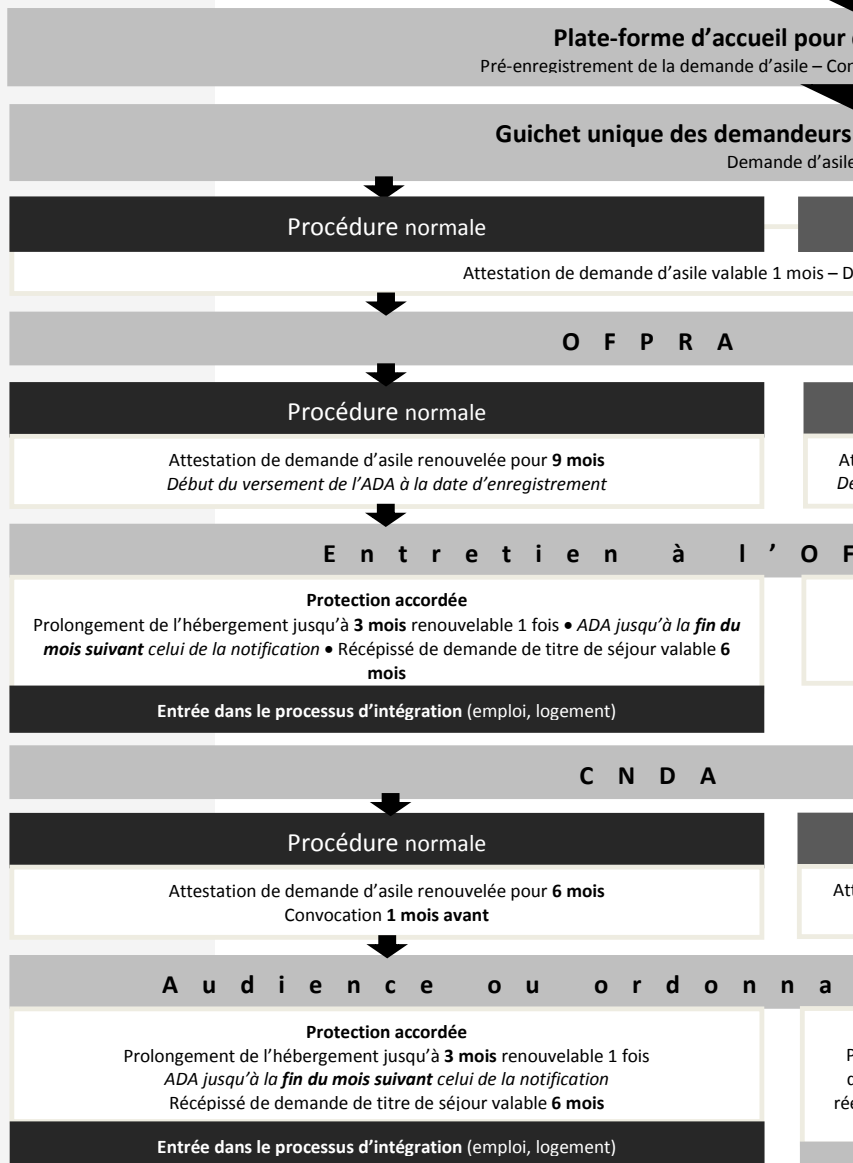 Plate-forme d'accueil pour
Pré-enregistrement de la demande d'asile –
Guichet unique des demandeurs
Demande d'asile
Procédure normale
Attestation de demande d'asile valable 1 mois –
O F P R A
Procédure normale
Attestation de demande d'asile renouvelée pour 9 mois
Début du versement de l'ADA à la date d'enregistrement
E n t r e t i e n à l ' O F
Protection accordée
Prolongement de l'hébergement jusqu'à 3 mois renouvelable 1 fois • ADA jusqu'à la fin du
mois suivant celui de la notification • Récépissé de demande de titre de séjour valable 6
mois
Entrée dans le processus d'intégration (emploi, logement)
C N D A
Procédure normale
Attestation de demande d'asile renouvelée pour 6 mois
Convocation 1 mois avant
A u d i e n c e o u o r d o n n a
Protection accordée
Prolongement de l'hébergement jusqu'à 3 mois renouvelable 1 fois
ADA jusqu'à la fin du mois suivant celui de la notification
Récépissé de demande de titre de séjour valable 6 mois
Entrée dans le processus d'intégration (emploi, logement)